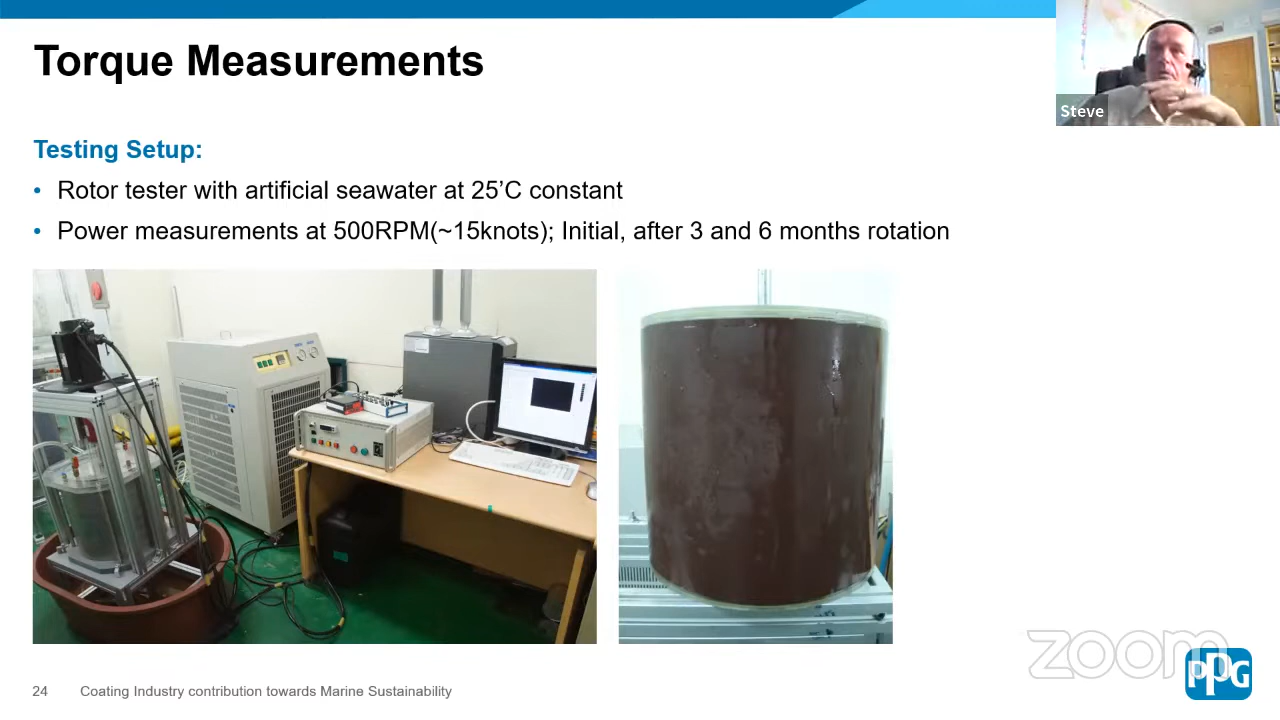 Torque Measurements
Steve
Testing Setup:
• Rotor tester with artificial seawater at 25’C constant
• Power measurements at 500RPM(~15knots); Initial, after 3 and 6 months rotation
zoom
PPG
24 Coating Industry contribution towards Marine Sustainability